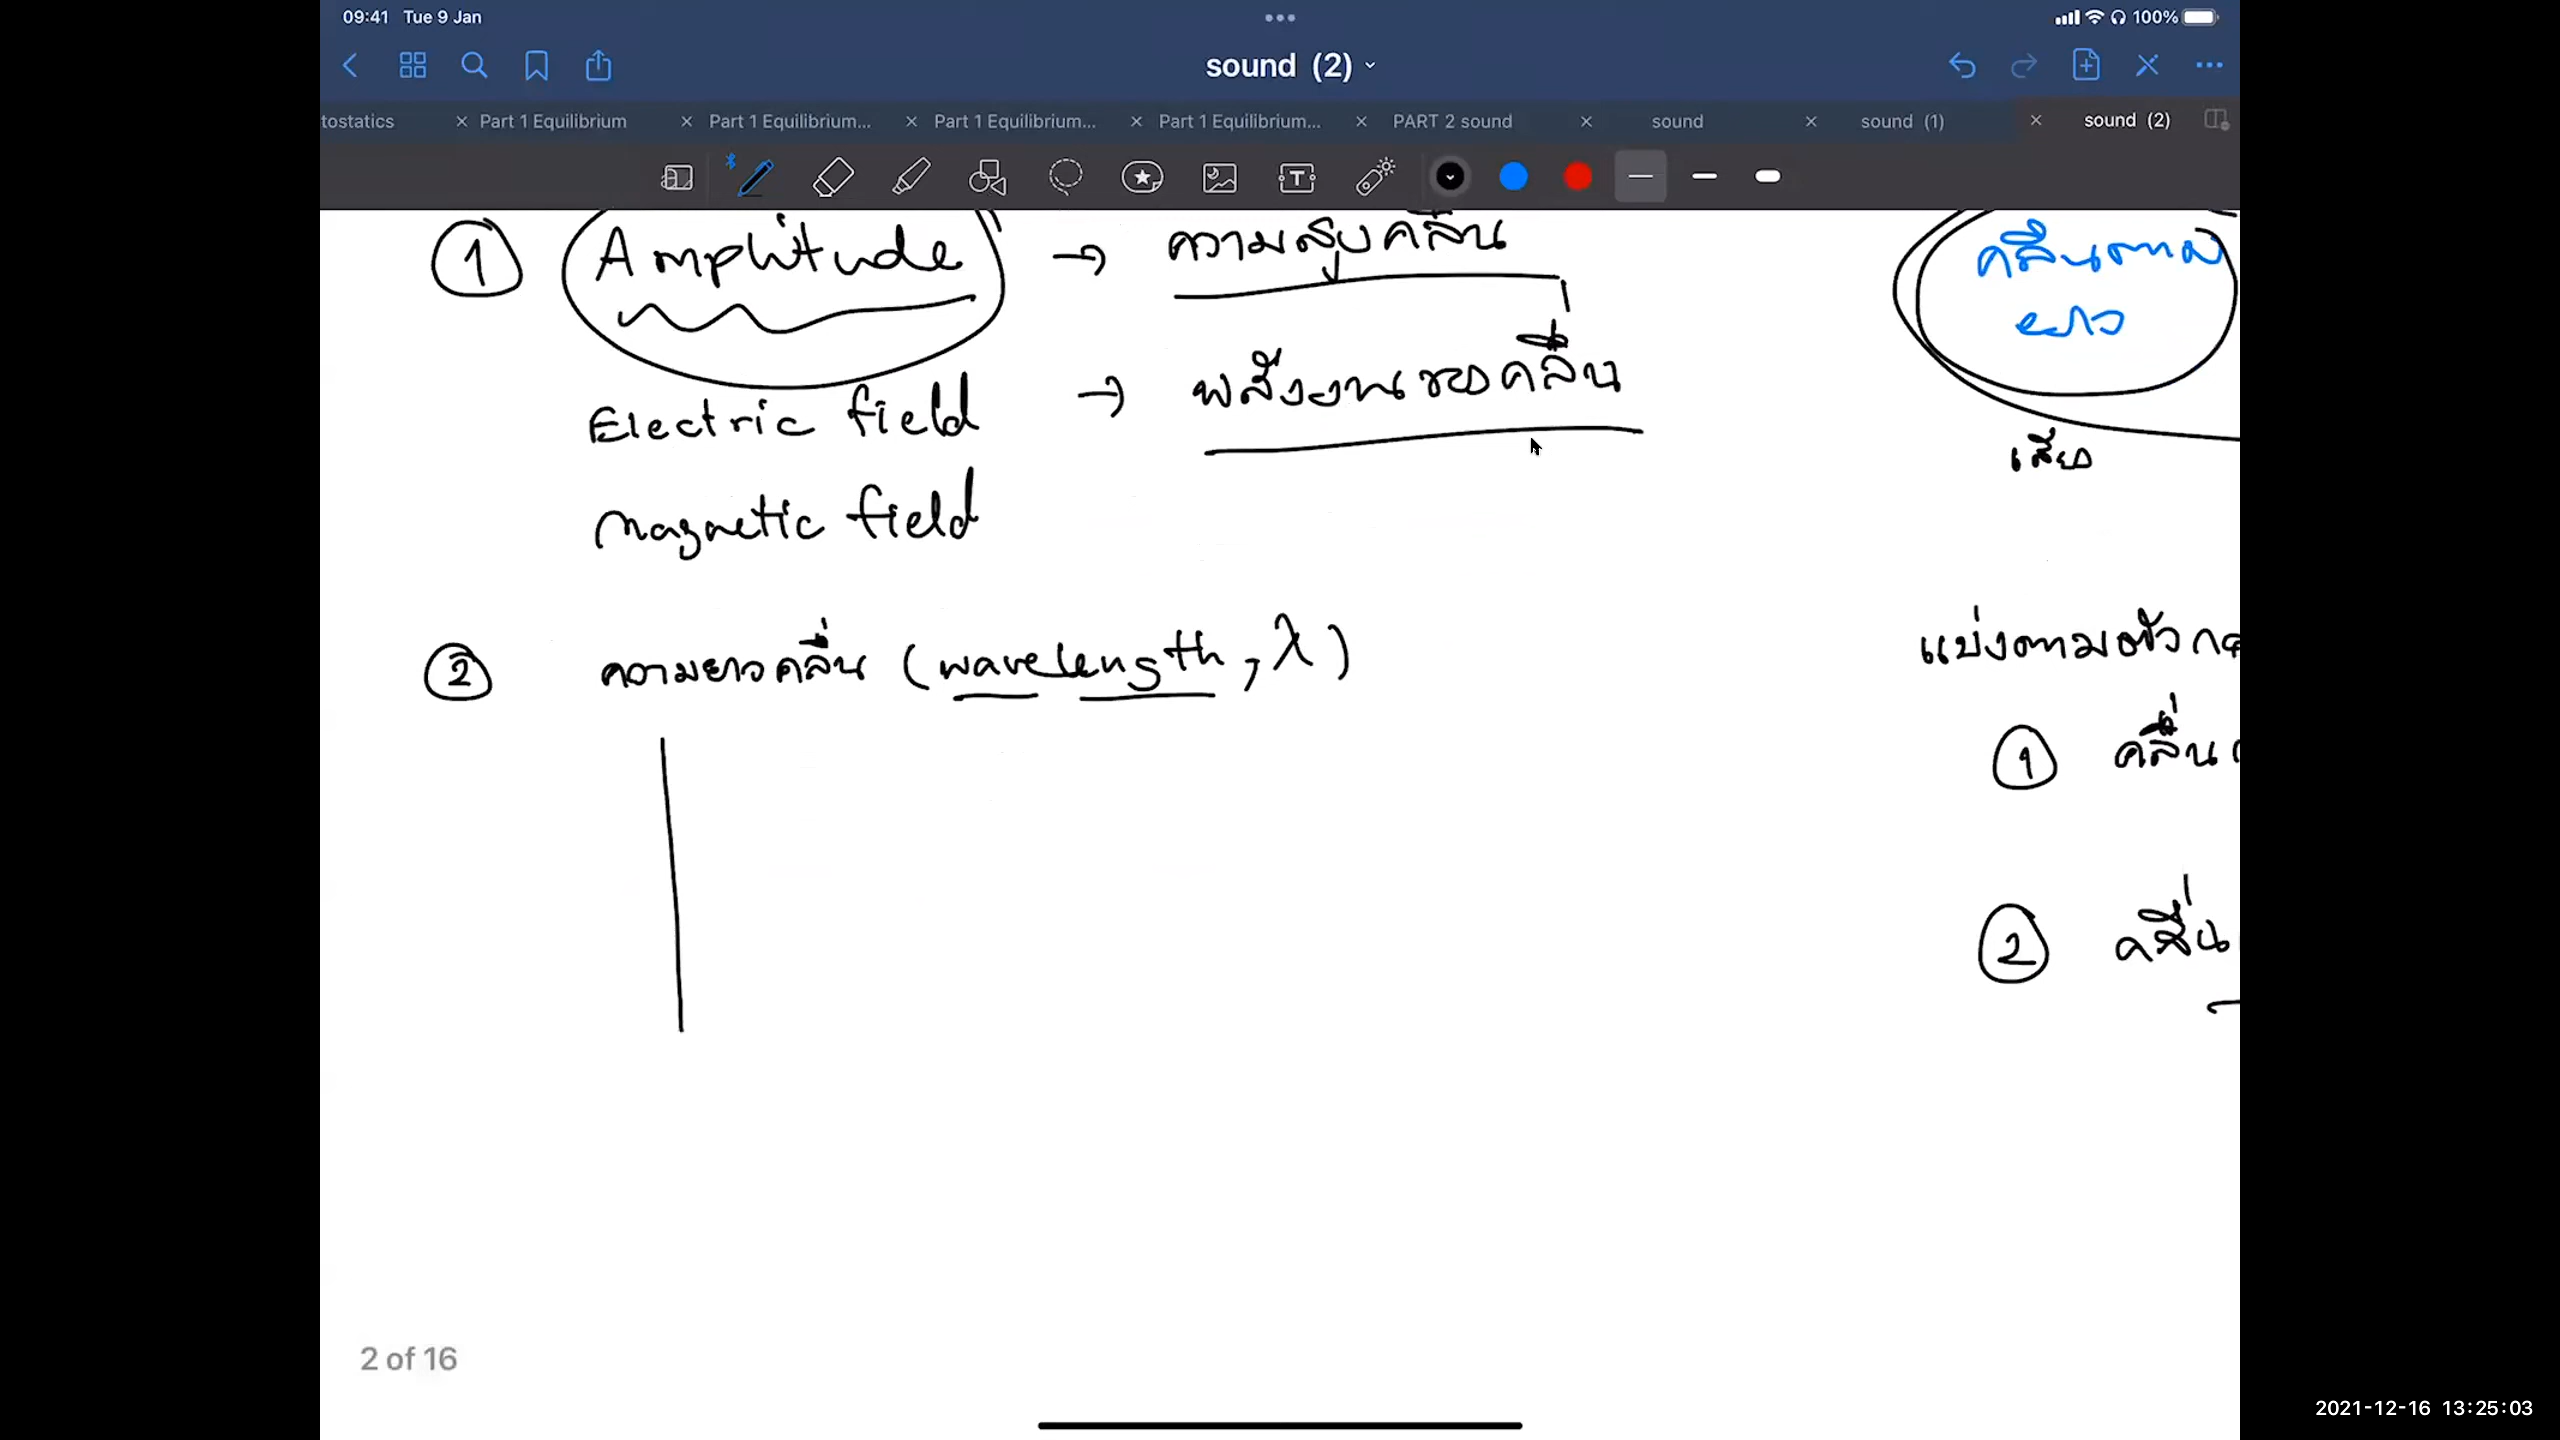 09:41 Tue 9 Jan
100%
sound (2)
tostatics
Part 1 Equilibrium
Part 1 Equilibrium...
Part 1 Equilibrium...
Part 1 Equilibrium...
PART 2 sound
sound
sound (1)
sound (2)
1 Amplitude → ความสูงคลื่น
Electric field → พลังงานของคลื่น
Magnetic field
2 ความยาวคลื่น (wavelength, λ)
คลื่นตาม
ยาว
เสียง
แบ่งตามตัวกล
1 คลื่น
2 คลื่น
2 of 16
2021-12-16 13:25:03